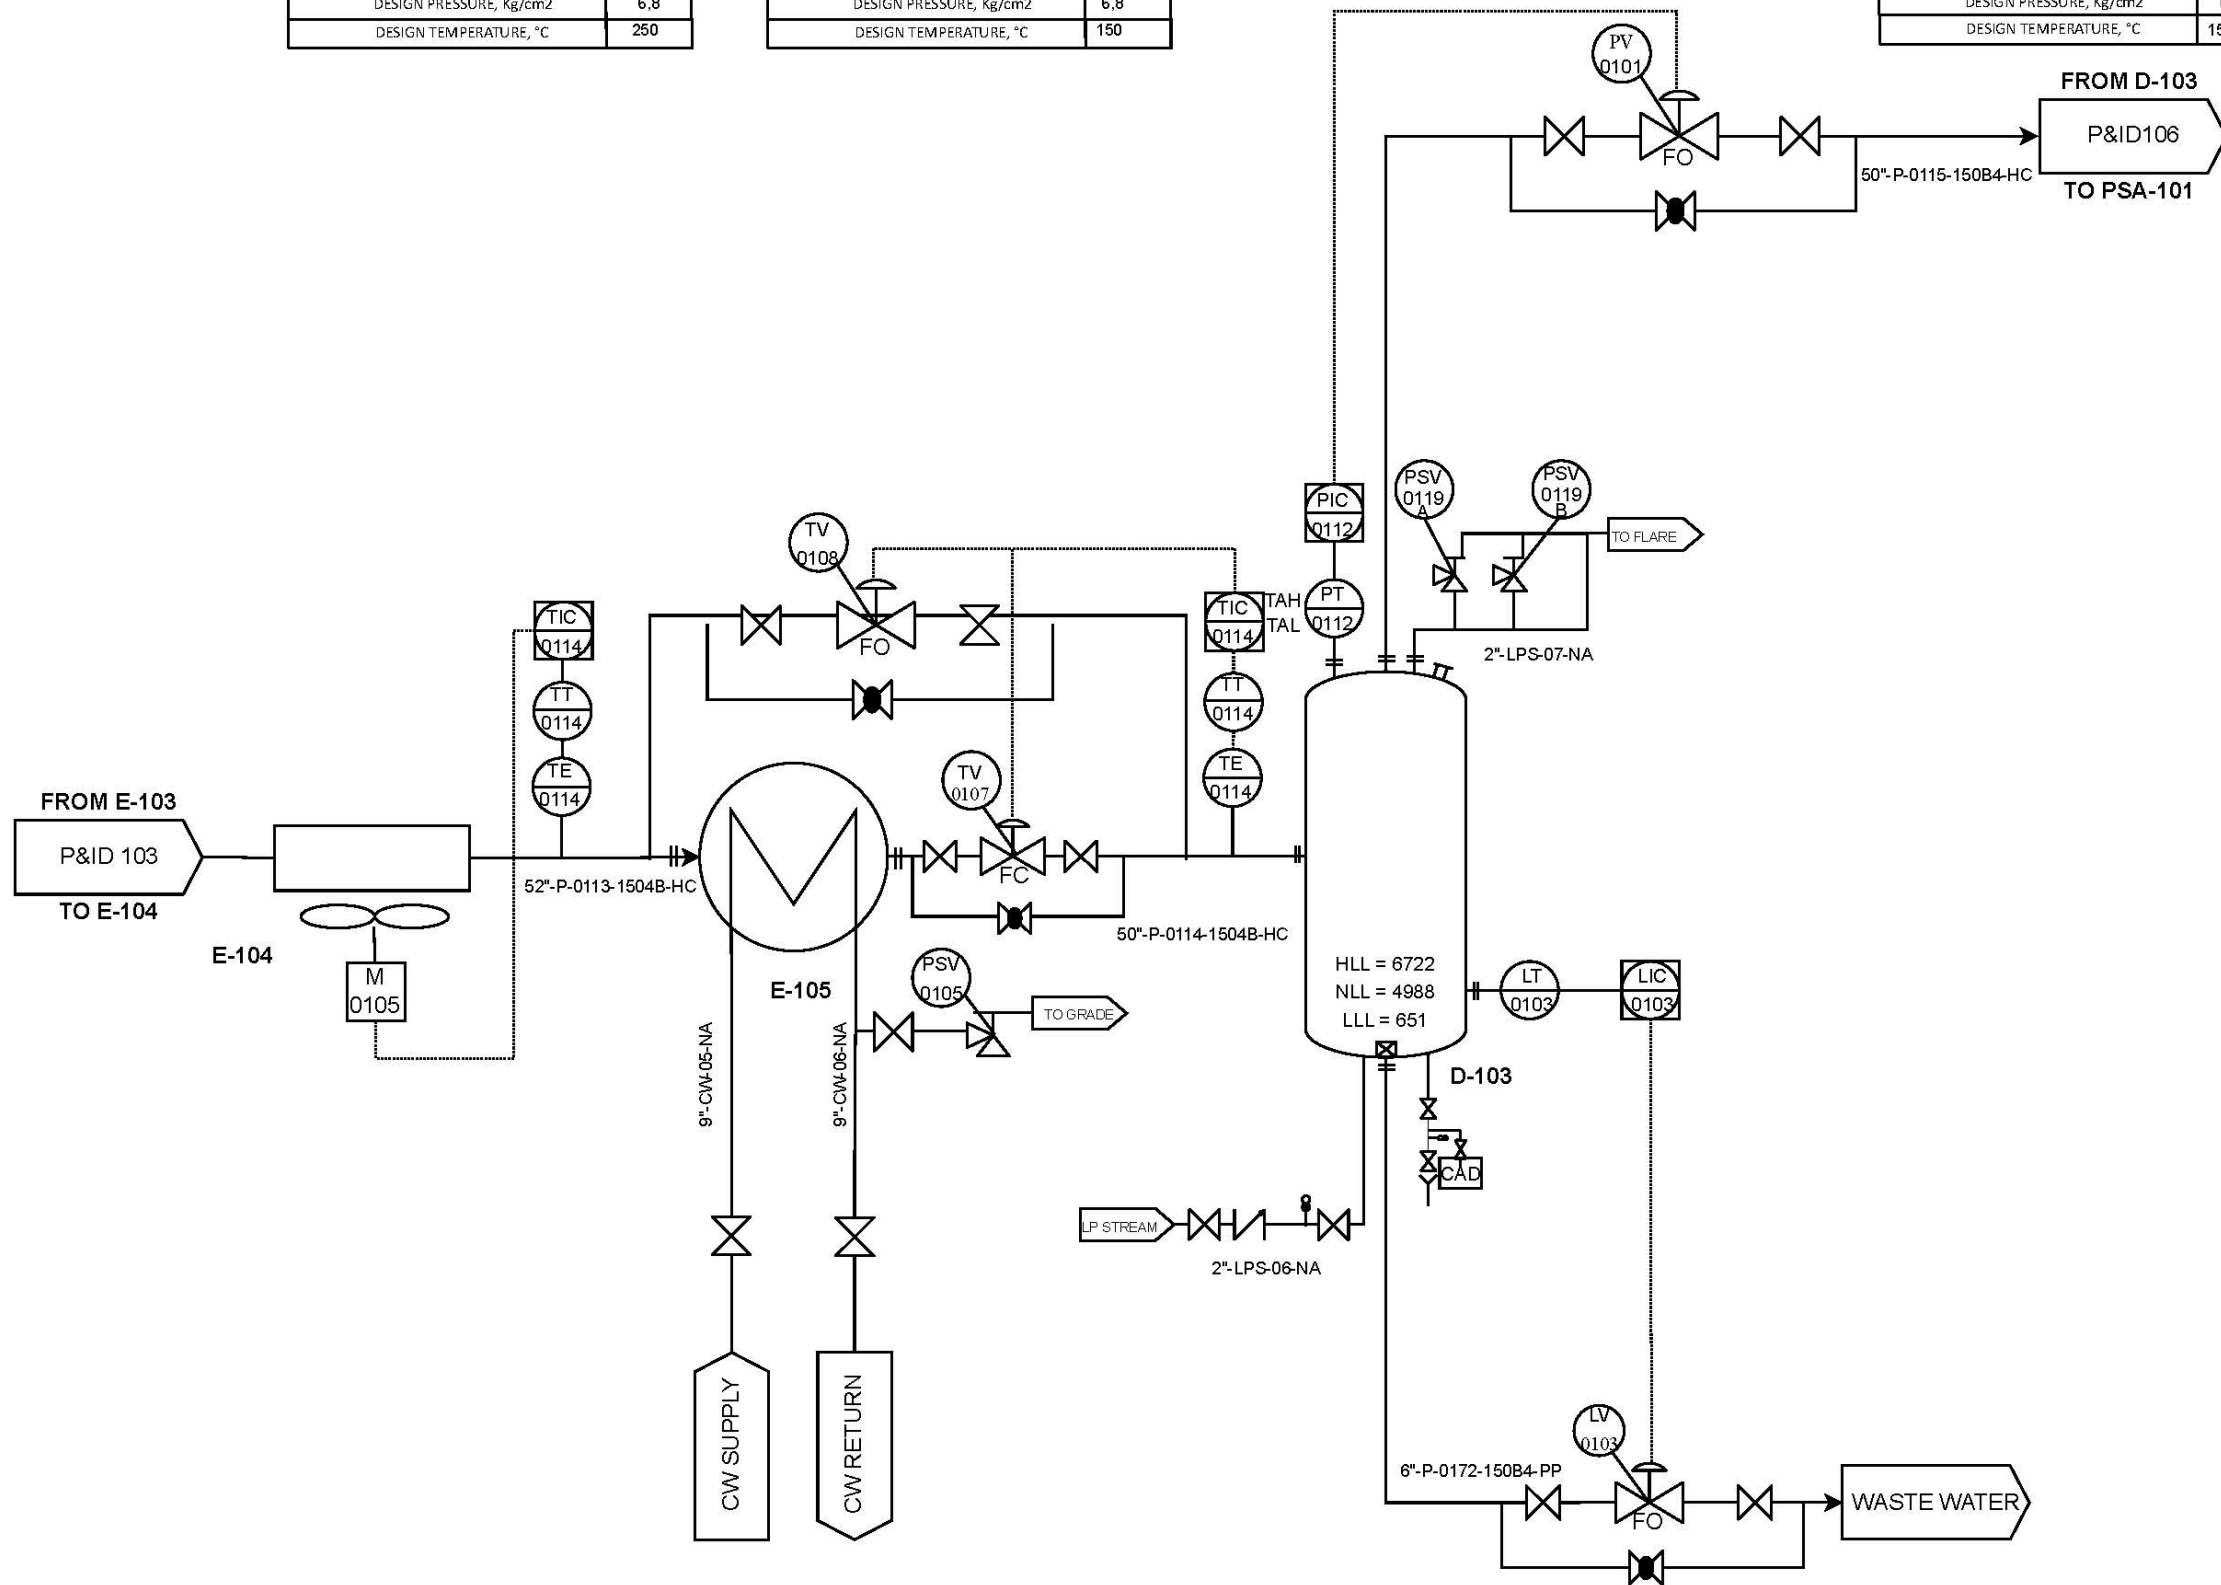 DESIGN PRESSURE, Kg/cm2 6,8
DESIGN TEMPERATURE, °C 250
DESIGN PRESSURE, Kg/cm2 6,8
DESIGN TEMPERATURE, °C 150
DESIGN PRESSURE, Kg/cm2
DESIGN TEMPERATURE, °C
PV
0101
FO
FROM D-103
P&ID106
50"-P-0115-150B4-HC
TO PSA-101
PIC
0112
PSV
0119
A
PSV
0119
B
TO FLARE
PT
0112
2"-LPS-07-NA
TV
0108
FO
TIC
0114
TAH
TAL
TT
0114
TE
0114
TIC
0114
TT
0114
TE
0114
TV
0107
FC
FROM E-103
P&ID 103
TO E-104
52"-P-0113-1504B-HC
E-104
M
0105
E-105
50"-P-0114-1504B-HC
PSV
0105
TO GRADE
9"-CW-05-NA
9"-CW-06-NA
HLL = 6722
NLL = 4988
LLL = 651
LT
0103
LIC
0103
D-103
CAD
LP STREAM
2"-LPS-06-NA
CW SUPPLY
CW RETURN
LV
0103
6"-P-0172-150B4-PP
FO
WASTE WATER